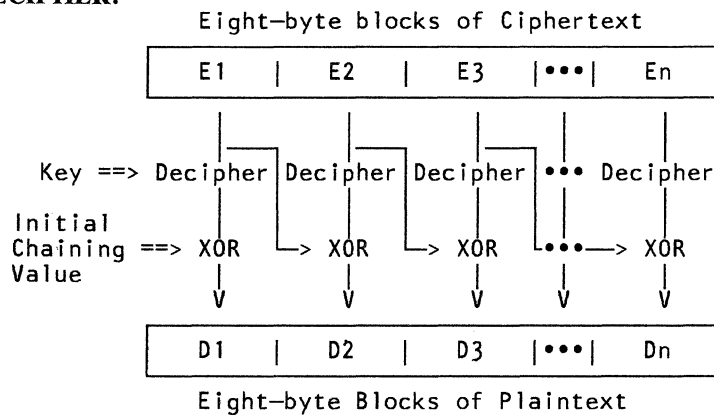 Eight-byte blocks of Ciphertext
E1 | E2 | E3 |•••| En
Key ==> Decipher Decipher Decipher ••• Decipher
Initial
Chaining ==> XOR > XOR > XOR ••• > XOR
Value
V V V V V
D1 | D2 | D3 |•••| Dn
Eight-byte Blocks of Plaintext